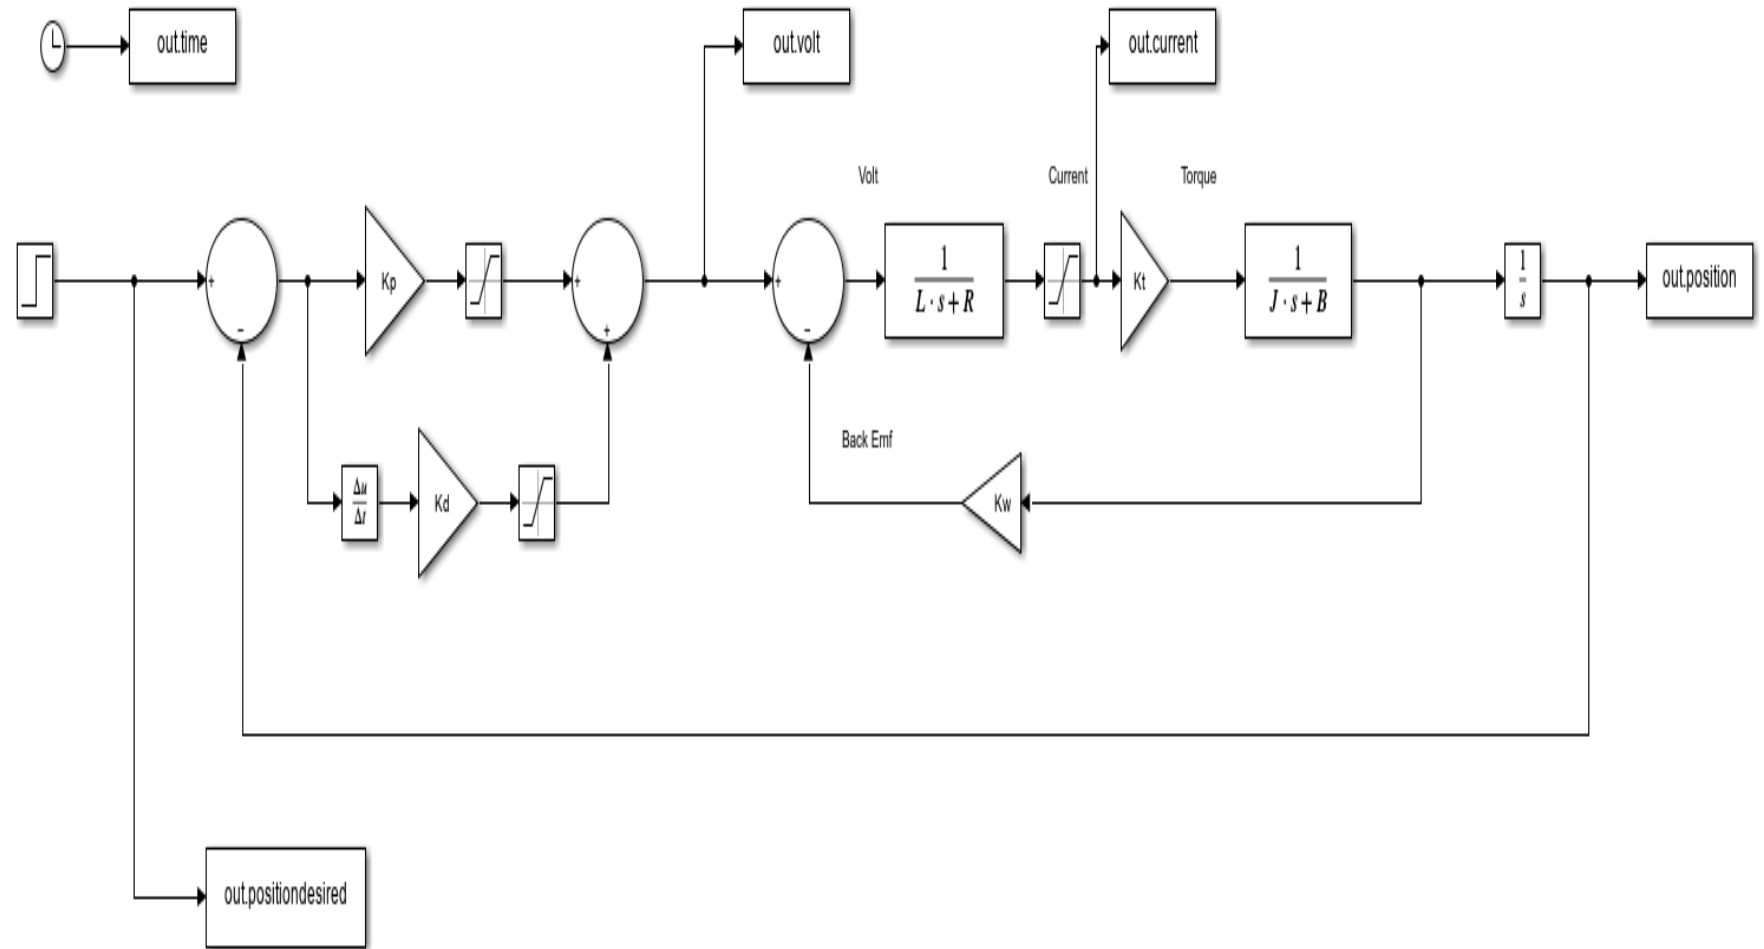 out.time
out.volt
out.current
Volt
Current
Torque
+
-
Kp
+
+
+
-
1
L · s+R
Kt
1
J · s+B
1
s
out.position
Back Emf
Δu
Δt
Kd
Kw
out.positiondesired